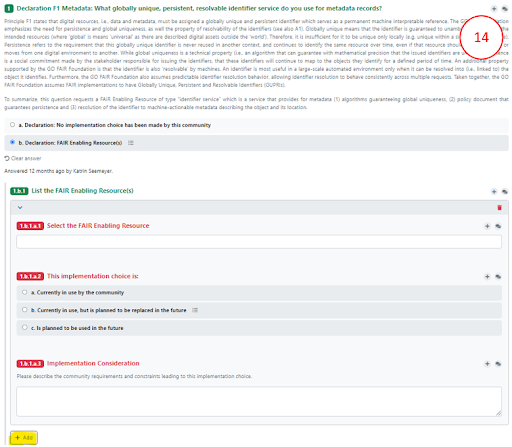 1 Declaration F1 Metadata: What globally unique, persistent, resolvable identifier service do you use for metadata records?
Principle F1 states that digital resources, i.e., data and metadata, must be assigned a globally unique and persistent identifier which serves as a permanent machine interpretable reference. The GO
emphasizes the need for persistence and global uniqueness, as well the property of resolvability of the identifiers (see also A1). Globally unique means that the identifier is guaranteed to
intended resources (where 'global' is means 'universal' as there are described digital assets outside 'the world'). Therefore, it is insufficient for it to be unique only locally (e.g. unique within a
Persistence refers to the requirement that this globally unique identifier is never reused in another context, and continues to identify the same resource over time, even if that resource or
moves from one digital environment to another. While global uniqueness is a technical property (i.e., an algorithm that can guarantee with mathematical precision that the issued identifiers are
is a social commitment made by the stakeholder responsible for issuing the identifiers, that these identifiers will continue to map to the objects they identify for a defined period of time. An additional property
supported by the GO FAIR Foundation is that the identifier is also 'resolvable' by machines. An identifier is most useful in a large-scale automated environment only when it can be resolved into (i.e., linked to) the
object it identifies. Furthermore, the GO FAIR Foundation also assumes predictable identifier resolution behavior, allowing identifier resolution to behave consistently across multiple requests. Taken together, the GO
FAIR Foundation assumes FAIR implementations to have Globally Unique, Persistent and Resolvable Identifiers (GUPRIs).
To summarize, this question requests a FAIR Enabling Resource of type "identifier service" which is a service that provides for metadata (1) algorithms guaranteeing global uniqueness, (2) policy document that
guarantees persistence and (3) resolution of the identifier to machine-actionable metadata describing the object and its location
14
a. Declaration: No implementation choice has been made by this community
b. Declaration: FAIR Enabling Resource(s)
Clear answer
Answered 12 months ago by Katrin Seemeyer.
1.b.1 List the FAIR Enabling Resource(s)
1.b.1.a.1 Select the FAIR Enabling Resource
1.b.1.a.2 This implementation choice is:
a. Currently in use by the community
b. Currently in use, but is planned to be replaced in the future
c. Is planned to be used in the future
1.b.1.a.3 Implementation Consideration
Please describe the community requirements and constraints leading to this implementation choice.
+ Add